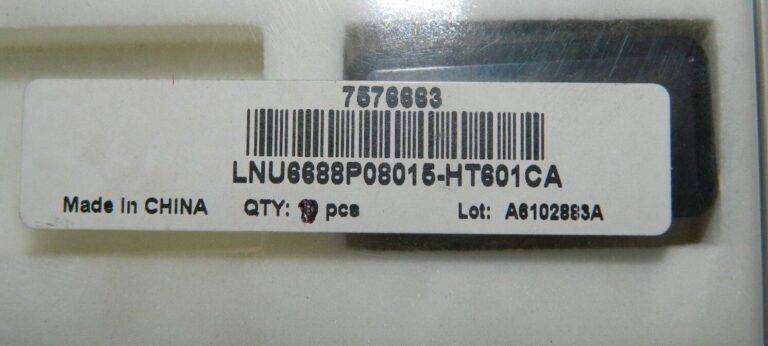 7576663
LNU6688P08015-HT601CA
Made In CHINA QTY: pcs Lot: A6102883A